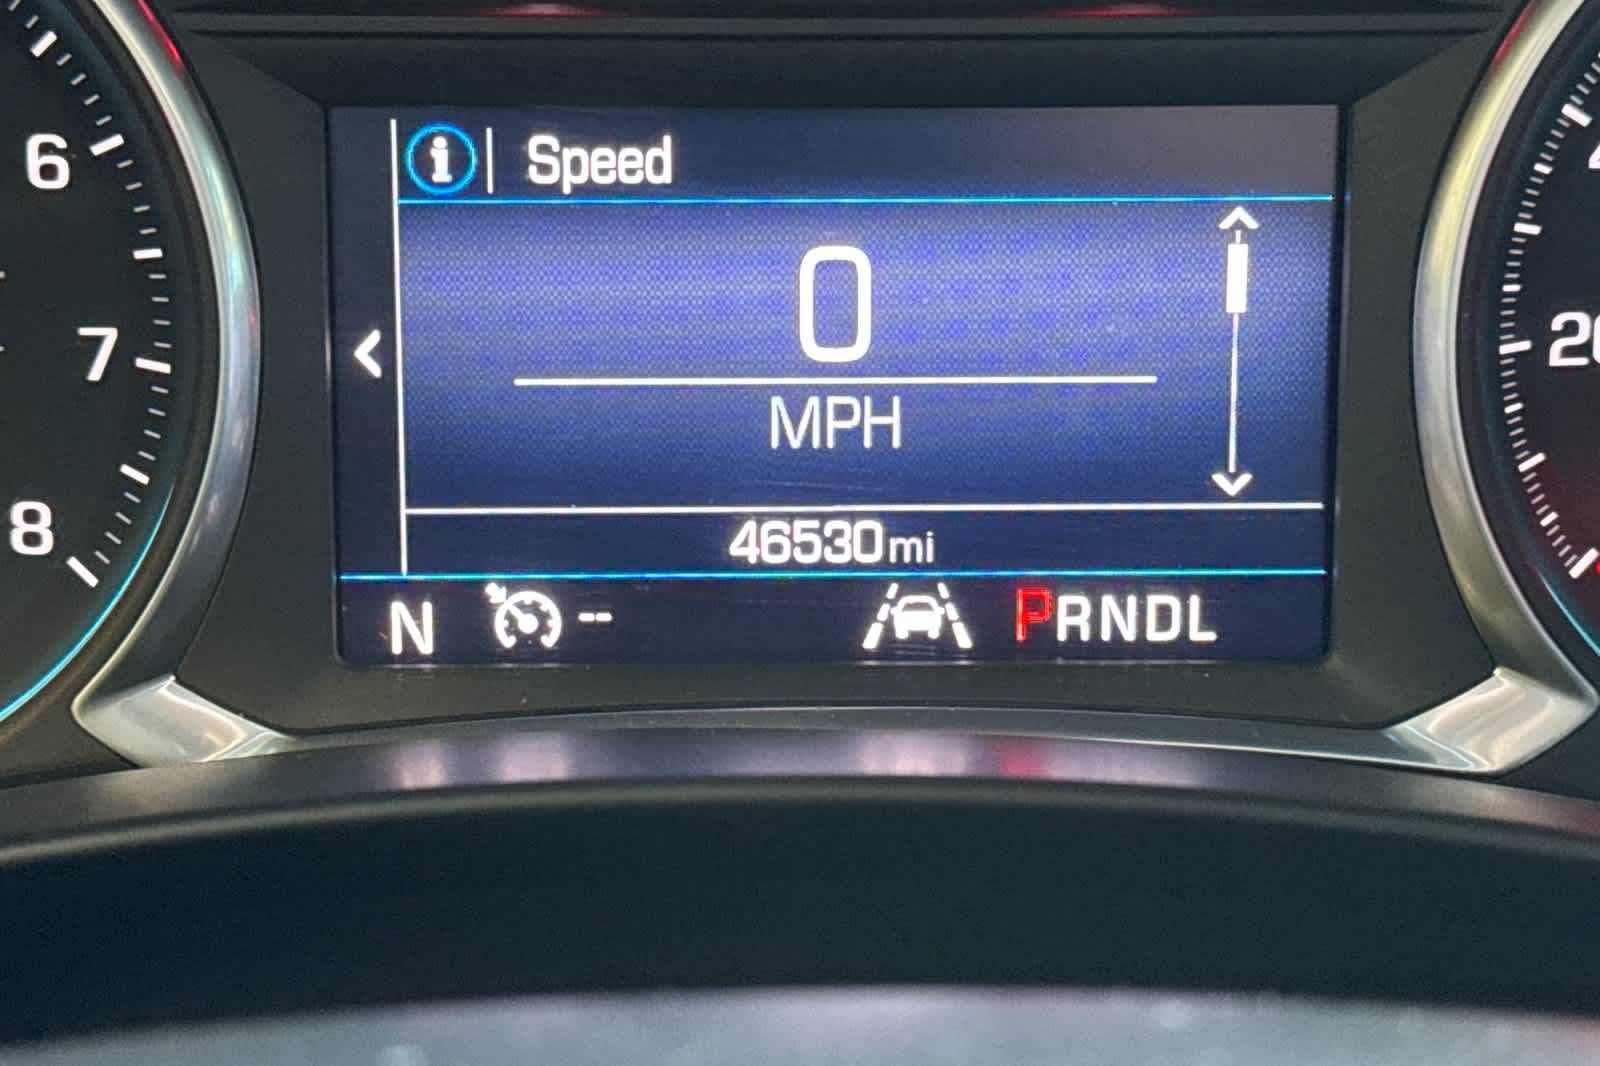 6
7
8
i Speed
0
MPH
46530mi
N -- PRNDL